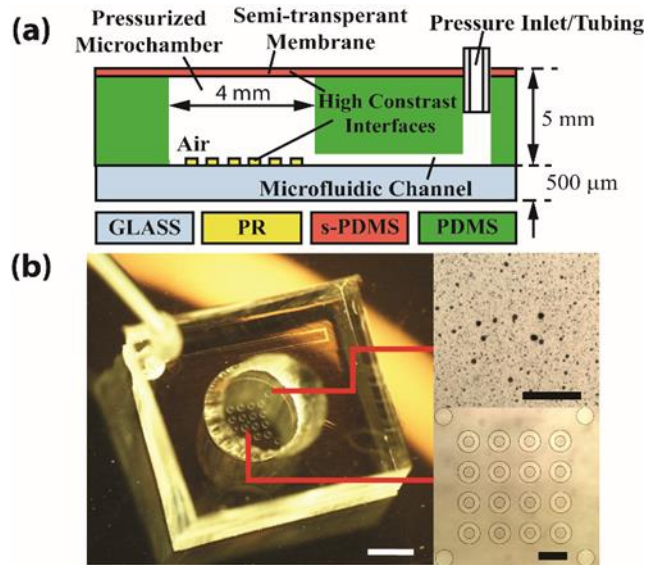 (a)
Pressurized
Microchamber
Semi-transperant
Membrane
Pressure Inlet/Tubing
4 mm
High Constrast
Interfaces
5 mm
Air
Microfluidic Channel
500 μm
GLASS
PR
s-PDMS
PDMS
(b)